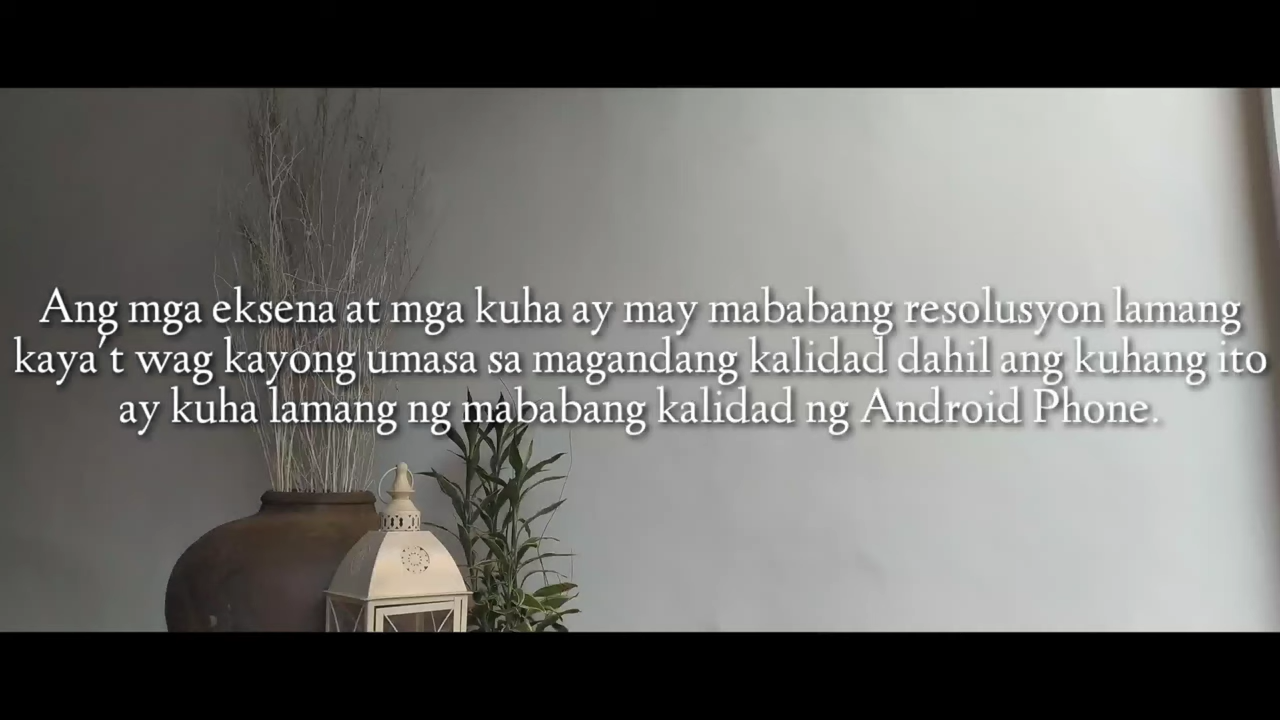 Ang mga eksena at mga kuha ay may mababang resolusyon lamang
kaya't wag kayong umasa sa magandang kalidad dahil ang kuhang ito
ay kuha lamang ng mababang kalidad ng Android Phone.